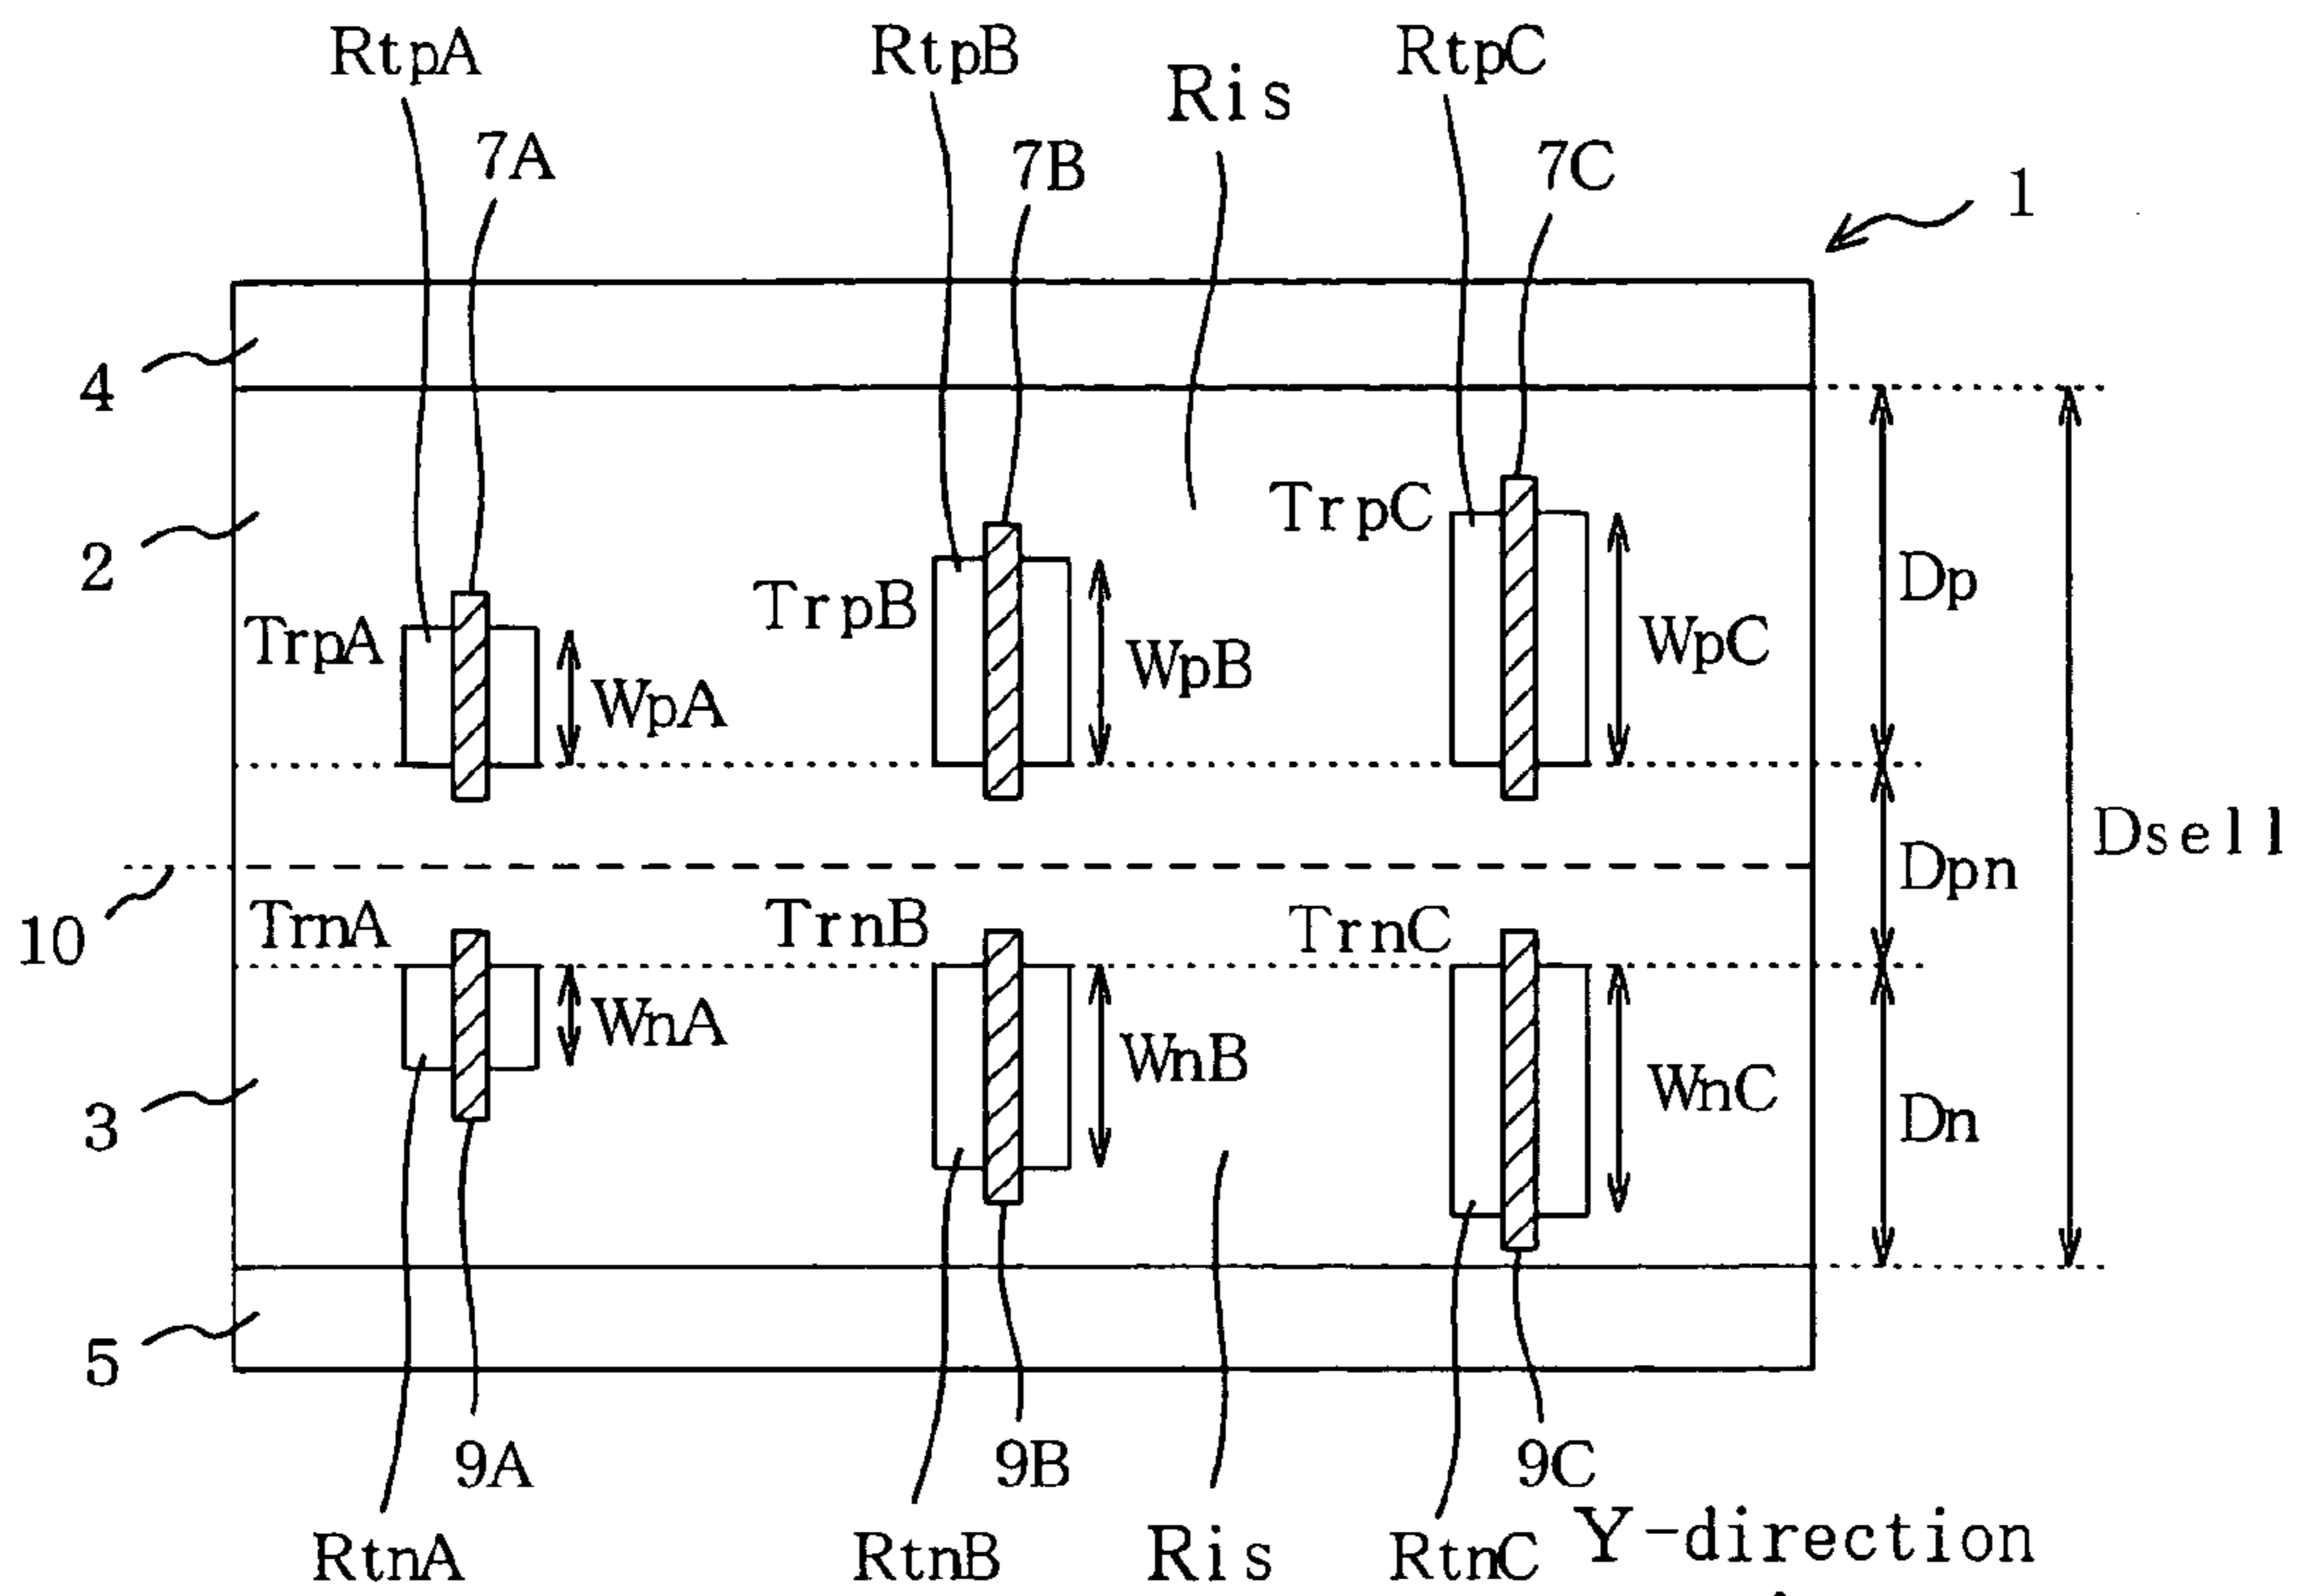 RtpA
RtpB
RtpC
Ris
7A
7B
7C
1
4
2
TrpA
TrpB
TrpC
WpA
WpB
WpC
Dp
Dpn
Dsell
10
TrnA
TrnB
TrnC
WnA
WnB
WnC
Dn
3
5
9A
9B
9C
RtnA
RtnB
Ris
RtnC
Y-direction